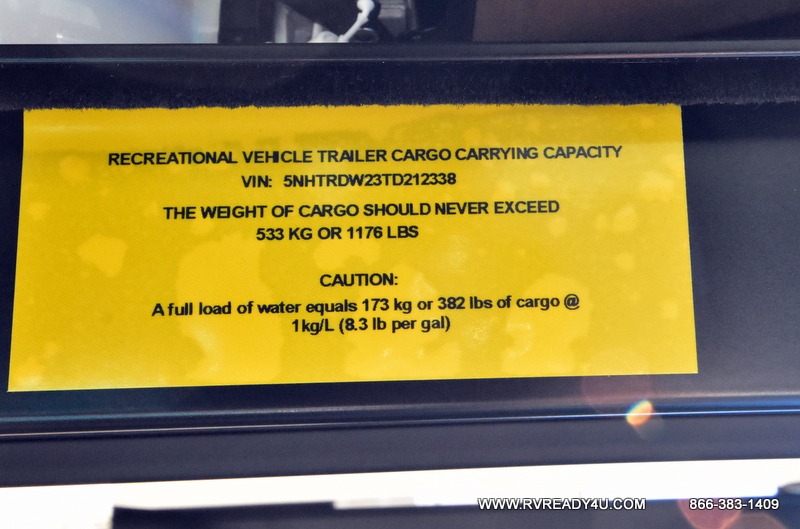 RECREATIONAL VEHICLE TRAILER CARGO CARRYING CAPACITY
VIN: 5NHTRDW23TD212338
THE WEIGHT OF CARGO SHOULD NEVER EXCEED
533 KG OR 1176 LBS
CAUTION:
A full load of water equals 173 kg or 382 lbs of cargo @
1kg/L (8.3 lb per gal)
WWW.RVREADY4U.COM 866-383-1409